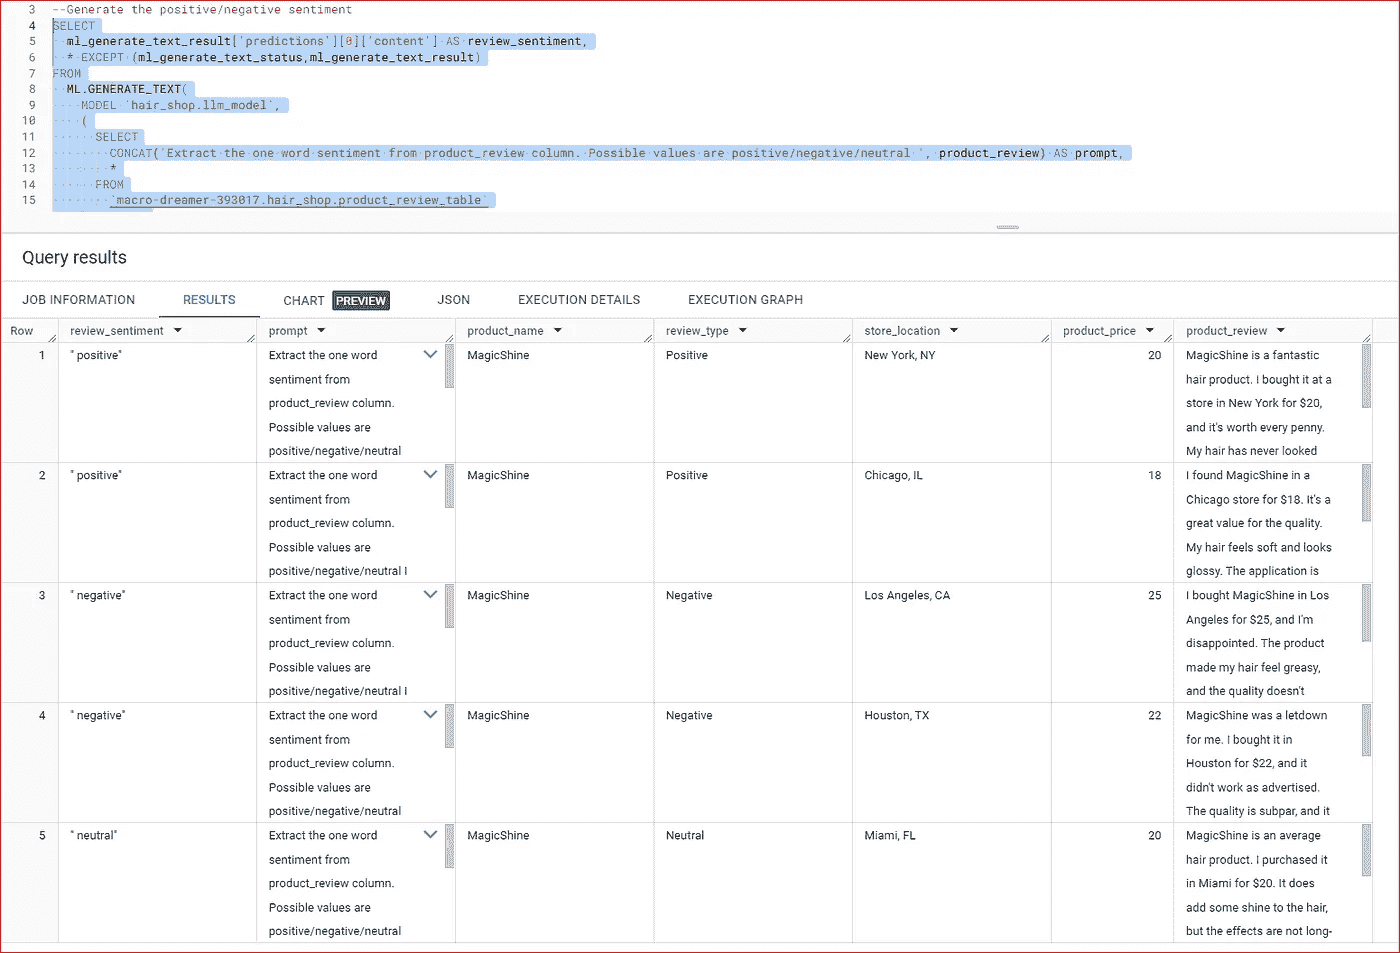 3 --Generate the positive/negative sentiment
4 SELECT
5 ml_generate_text_result['predictions'][0]['content'] AS review_sentiment,
6 * EXCEPT (ml_generate_text_status,ml_generate_text_result)
7 FROM
8 ML.GENERATE_TEXT(
9 MODEL `hair_shop.llm_model`,
10 (
11 SELECT
12 CONCAT('Extract the one word sentiment from product_review column. Possible values are positive/negative/neutral ', product_review) AS prompt,
13 *
14 FROM
15 `macro-dreamer-393017.hair_shop.product_review_table`
Query results
JOB INFORMATION RESULTS CHART PREVIEW JSON EXECUTION DETAILS EXECUTION GRAPH
Row review_sentiment prompt product_name review_type store_location product_price product_review
1 " positive" Extract the one word MagicShine Positive New York, NY 20 MagicShine is a fantastic
sentiment from hair product. I bought it at a
product_review column. store in New York for $20,
Possible values are and it's worth every penny.
positive/negative/neutral My hair has never looked
2 " positive" Extract the one word MagicShine Positive Chicago, IL 18 I found MagicShine in a
sentiment from Chicago store for $18. It's a
product_review column. great value for the quality.
Possible values are My hair feels soft and looks
positive/negative/neutral I glossy. The application is
3 " negative" Extract the one word MagicShine Negative Los Angeles, CA 25 I bought MagicShine in Los
sentiment from Angeles for $25, and I'm
product_review column. disappointed. The product
Possible values are made my hair feel greasy,
positive/negative/neutral I and the quality doesn't
4 " negative" Extract the one word MagicShine Negative Houston, TX 22 MagicShine was a letdown
sentiment from for me. I bought it in
product_review column. Houston for $22, and it
Possible values are didn't work as advertised.
positive/negative/neutral The quality is subpar, and it
5 " neutral" Extract the one word MagicShine Neutral Miami, FL 20 MagicShine is an average
sentiment from hair product. I purchased it
product_review column. in Miami for $20. It does
Possible values are add some shine to the hair,
positive/negative/neutral but the effects are not long-